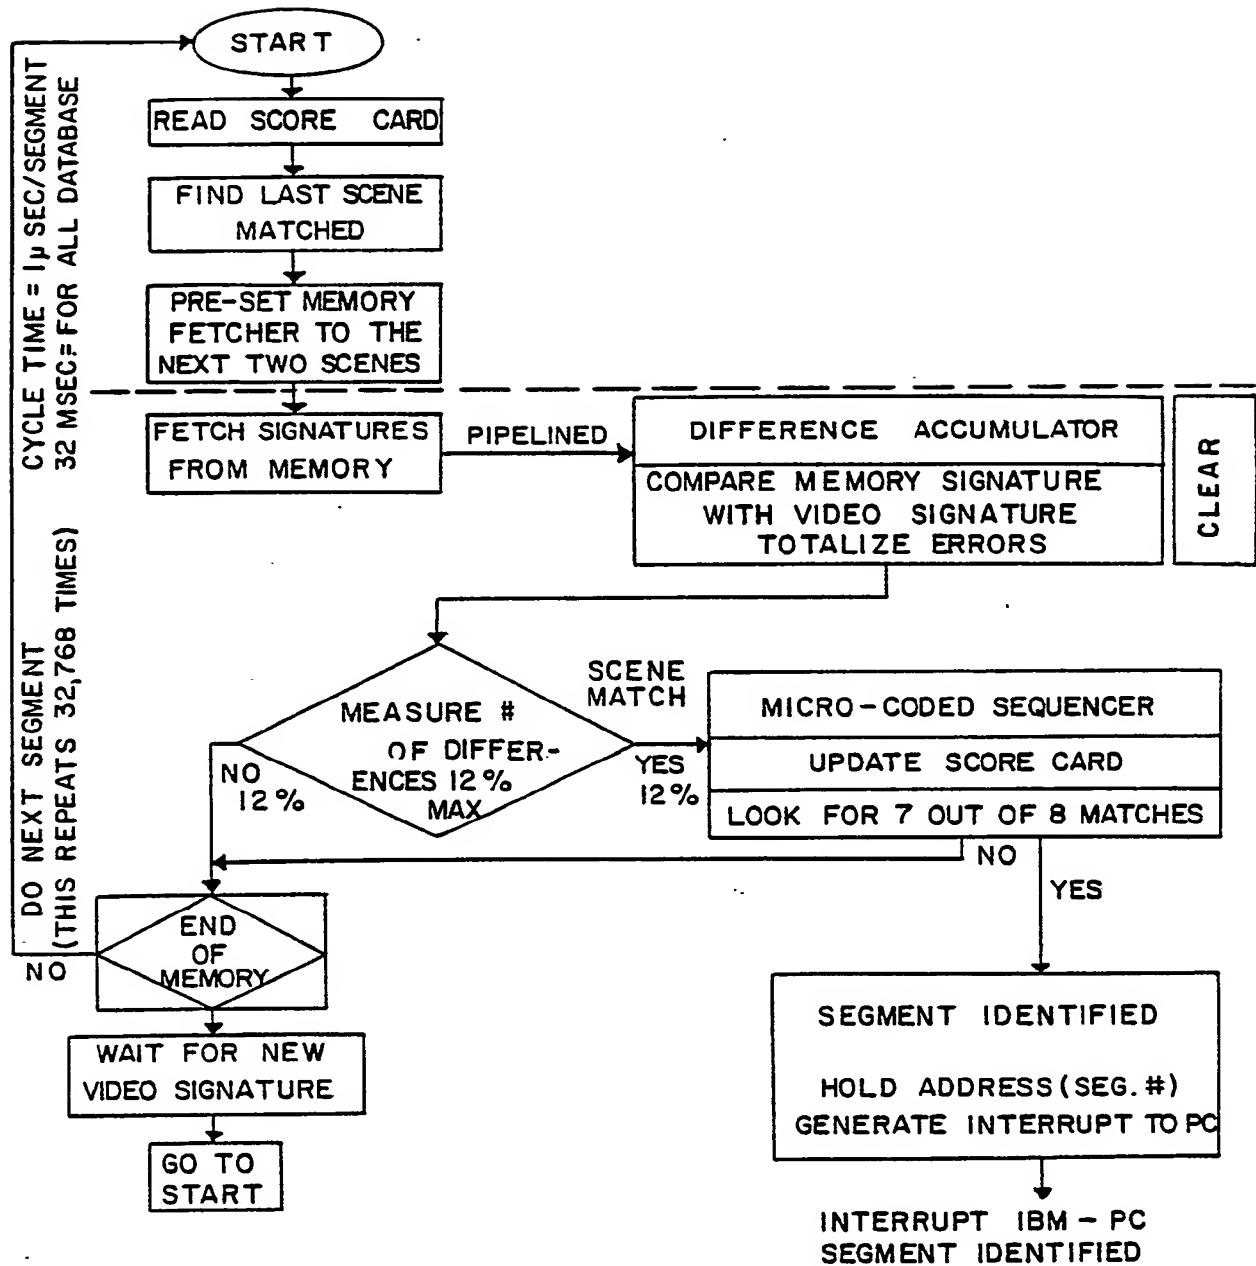 START
READ SCORE CARD
FIND LAST SCENE
MATCHED
PRE-SET MEMORY
FETCHER TO THE
NEXT TWO SCENES
CYCLE TIME = 1μ SEC/SEGMENT
32 MSEC= FOR ALL DATABASE
FETCH SIGNATURES
FROM MEMORY
PIPELINED
DIFFERENCE ACCUMULATOR
COMPARE MEMORY SIGNATURE
WITH VIDEO SIGNATURE
TOTALIZE ERRORS
CLEAR
DO NEXT SEGMENT
(THIS REPEATS 32,768 TIMES)
MEASURE #
OF DIFFER-
ENCES 12%
MAX
SCENE
MATCH
YES
12%
NO
12%
MICRO-CODED SEQUENCER
UPDATE SCORE CARD
LOOK FOR 7 OUT OF 8 MATCHES
NO
YES
END
OF
MEMORY
NO
WAIT FOR NEW
VIDEO SIGNATURE
GO TO
START
SEGMENT IDENTIFIED
HOLD ADDRESS (SEG. #)
GENERATE INTERRUPT TO PC
INTERRUPT IBM - PC
SEGMENT IDENTIFIED